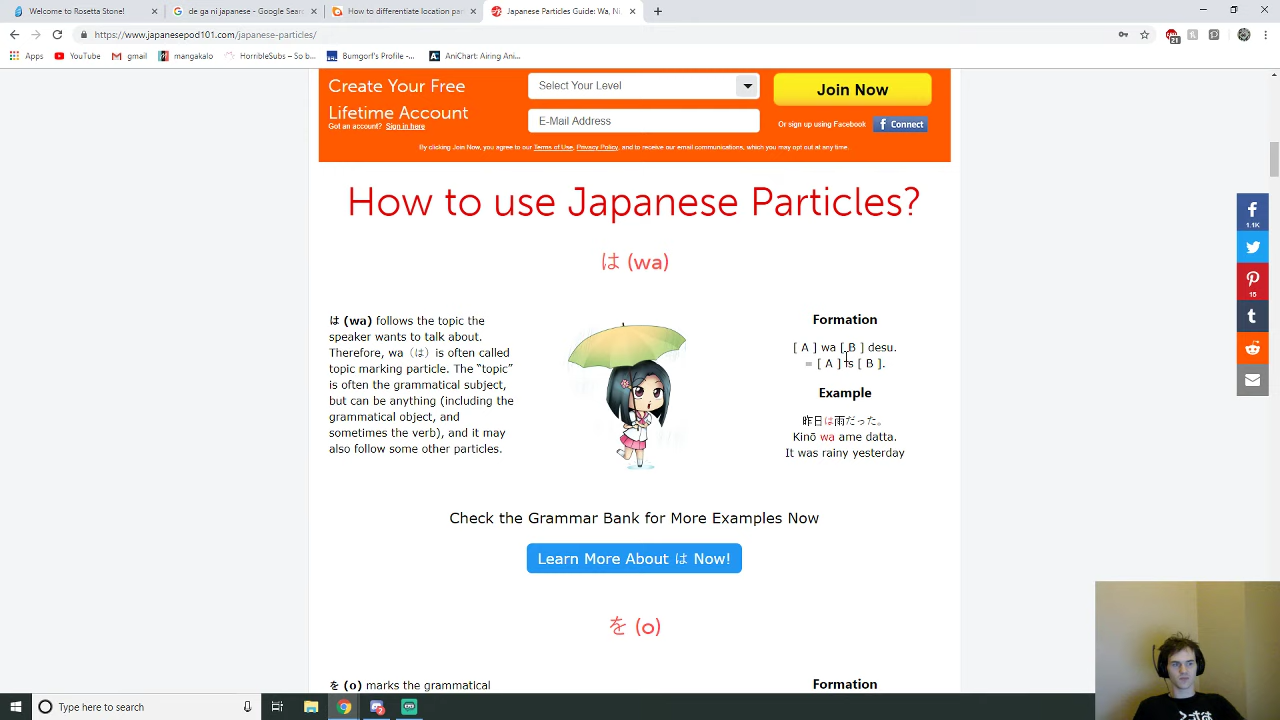 Welcome to Rosetta Stone!
de ga ni japanese - Google Sear
How to differentiate location par
Japanese Particles Guide: Wa, Ni
https://www.japanesepod101.com/japanese-particles/
21
Apps
YouTube
gmail
mangakalo
HorribleSubs – So b...
Bumgorf's Profile -...
AniChart: Airing Ani...
Create Your Free
Lifetime Account
Got an account? Sign in here
Select Your Level
E-Mail Address
Join Now
Or sign up using Facebook
Connect
By clicking Join Now, you agree to our Terms of Use, Privacy Policy, and to receive our email communications, which you may opt out at any time.
How to use Japanese Particles?
は (wa)
は (wa) follows the topic the
speaker wants to talk about.
Therefore, wa （は） is often called
topic marking particle. The “topic”
is often the grammatical subject,
but can be anything (including the
grammatical object, and
sometimes the verb), and it may
also follow some other particles.
Formation
[ A ] wa [ B ] desu.
= [ A ] is [ B ].
Example
昨日は雨だった。
Kinō wa ame datta.
It was rainy yesterday
Check the Grammar Bank for More Examples Now
Learn More About は Now!
を (o)
を (o) marks the grammatical
Formation
1.1K
15
Type here to search
2
おたく